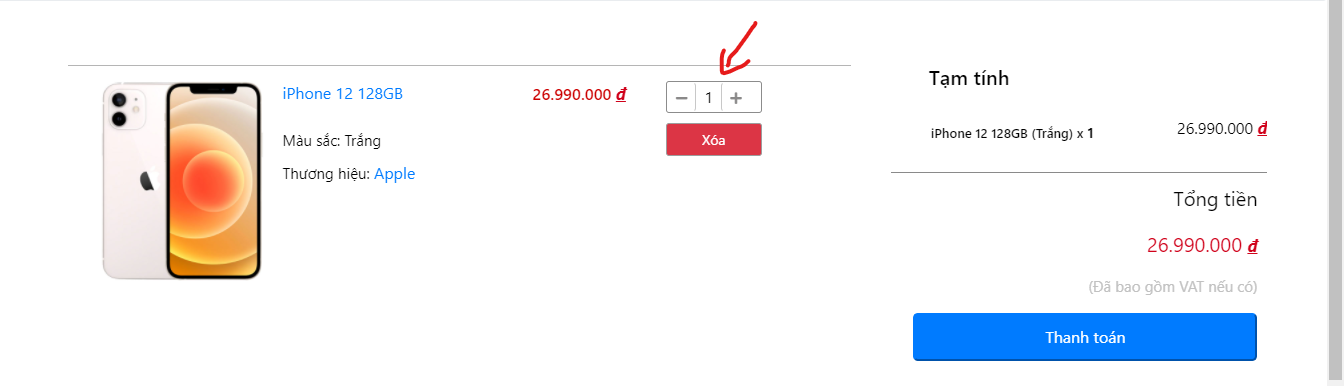 iPhone 12 128GB
26.990.000 đ
1
Xóa
Màu sắc: Trắng
Thương hiệu: Apple
Tạm tính
iPhone 12 128GB (Trắng) x 1
26.990.000 đ
Tổng tiền
26.990.000 đ
(Đã bao gồm VAT nếu có)
Thanh toán